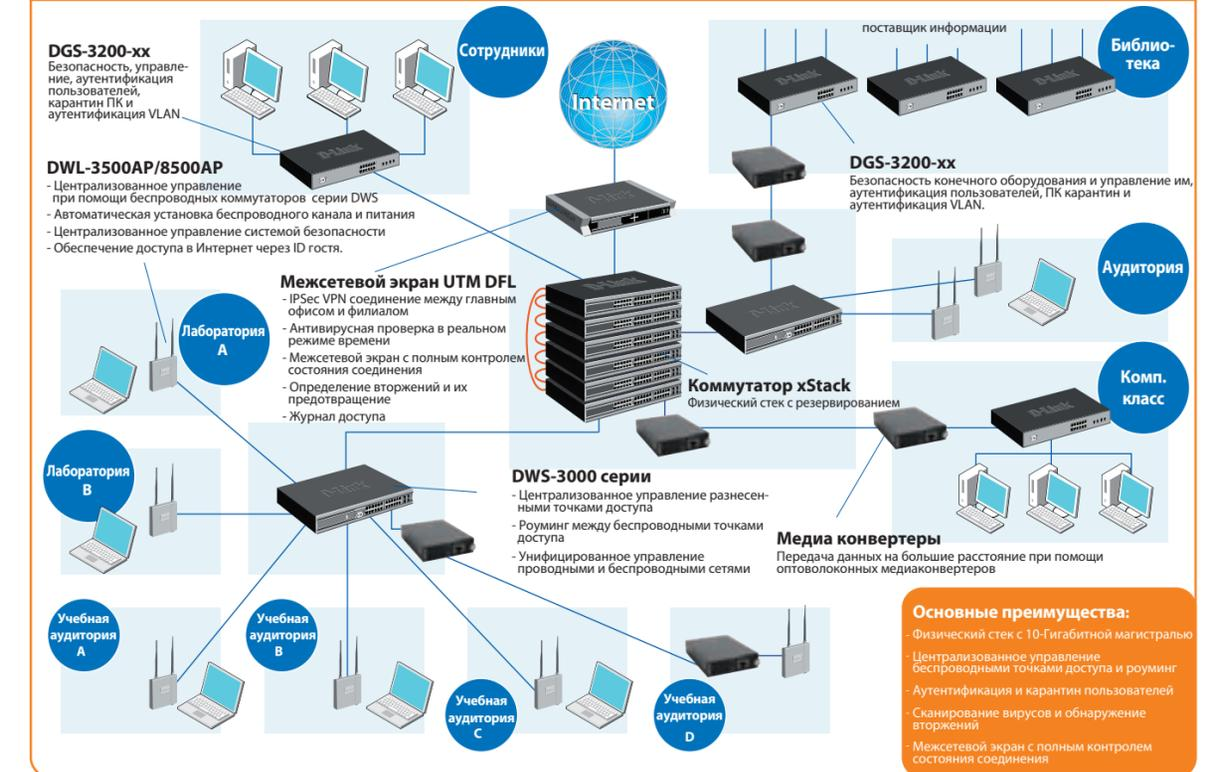 DGS-3200-xx
Безопасность, управле-
ние, аутентификация
пользователей,
карантин ПК и
аутентификация VLAN
Сотрудники
Internet
поставщик информации
Библио-
тека
D-Link
D-Link
D-Link
D-Link
DGS-3200-xx
Безопасность конечного оборудования и управление им,
аутентификация пользователей, ПК карантин и
аутентификация VLAN.
DWL-3500AP/8500AP
- Централизованное управление
при помощи беспроводных коммутаторов серии DWS
- Автоматическая установка беспроводного канала и питания
- Централизованное управление системой безопасности
- Обеспечение доступа в Интернет через ID гостя.
Межсетевой экран UTM DFL
- IPSec VPN соединение между главным
офисом и филиалом
- Антивирусная проверка в реальном
режиме времени
- Межсетевой экран с полным контролем
состояния соединения
- Определение вторжений и их
предотвращение
- Журнал доступа
Аудитория
Лаборатория
A
D-Link
Коммутатор xStack
Физический стек с резервированием
Комп.
класс
D-Link
Лаборатория
B
D-Link
DWS-3000 серии
- Централизованное управление разнесен-
ными точками доступа
- Роуминг между беспроводными точками
доступа
- Унифицированное управление
проводными и беспроводными сетями
Медиа конвертеры
Передача данных на большие расстояние при помощи
оптоволоконных медиаконвертеров
Учебная
аудитория
A
Учебная
аудитория
B
Учебная
аудитория
C
Учебная
аудитория
D
Основные преимущества:
- Физический стек с 10-Гигабитной магистралью
- Централизованное управление
беспроводными точками доступа и роуминг
- Аутентификация и карантин пользователей
- Сканирование вирусов и обнаружение
вторжений
- Межсетевой экран с полным контролем
состояния соединения